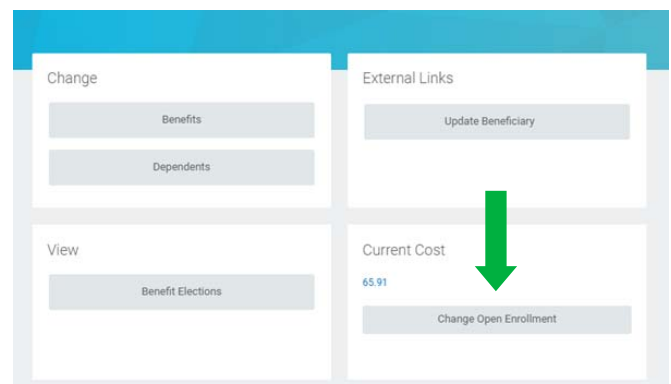 Change
Benefits
Dependents
External Links
Update Beneficiary
View
Benefit Elections
Current Cost
65.91
Change Open Enrollment